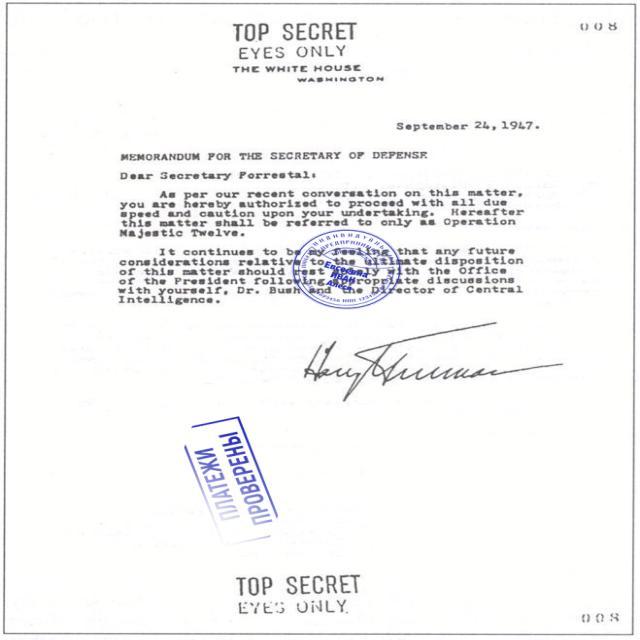 TOP SECRET
EYES ONLY
THE WHITE HOUSE
WASHINGTON
008
September 24, 1947.
MEMORANDUM FOR THE SECRETARY OF DEFENSE
Dear Secretary Forrestal:
As per our recent conversation on this matter,
you are hereby authorized to proceed with all due
speed and caution upon your undertaking. Hereafter
this matter shall be referred to only as Operation
Majestic Twelve.
It continues to be my feeling that any future
considerations relative to the ultimate disposition
of this matter should rest solely with the Office
of the President following appropriate discussions
with yourself, Dr. Bush and the Director of Central
Intelligence.
ИВАН
Harry Truman
ПЛАТЕЖИ
ПРОВЕРЕНЫ
TOP SECRET
EYES ONLY
008